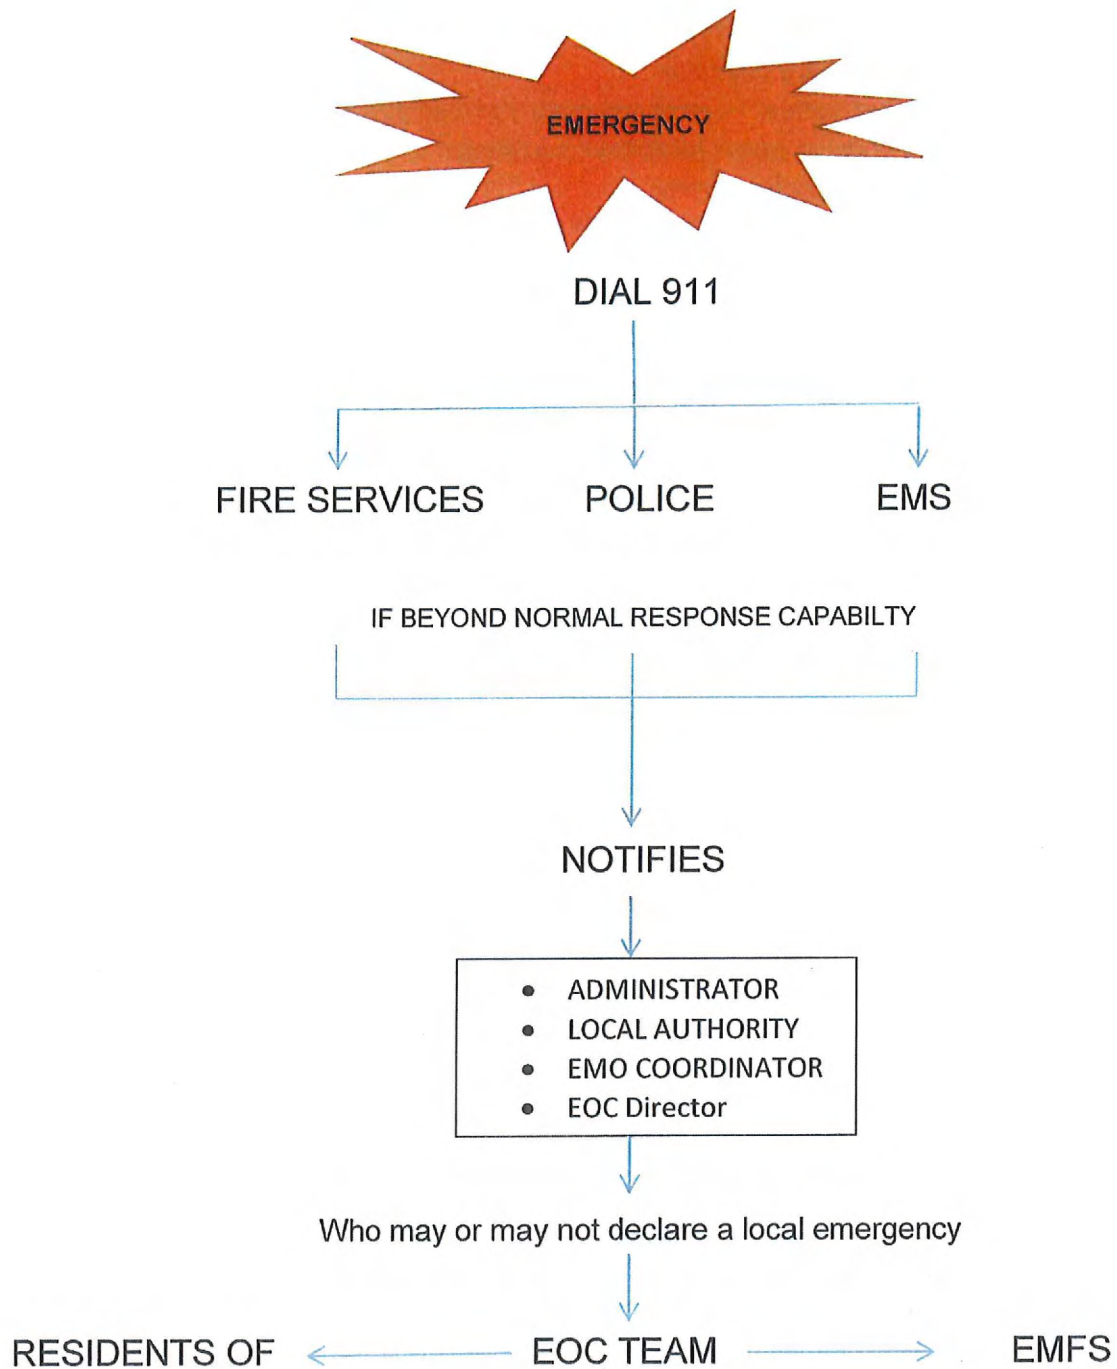 EMERGENCY
DIAL 911
FIRE SERVICES POLICE EMS
IF BEYOND NORMAL RESPONSE CAPABILTY
NOTIFIES
• ADMINISTRATOR
• LOCAL AUTHORITY
• EMO COORDINATOR
• EOC Director
Who may or may not declare a local emergency
RESIDENTS OF EOC TEAM EMFS